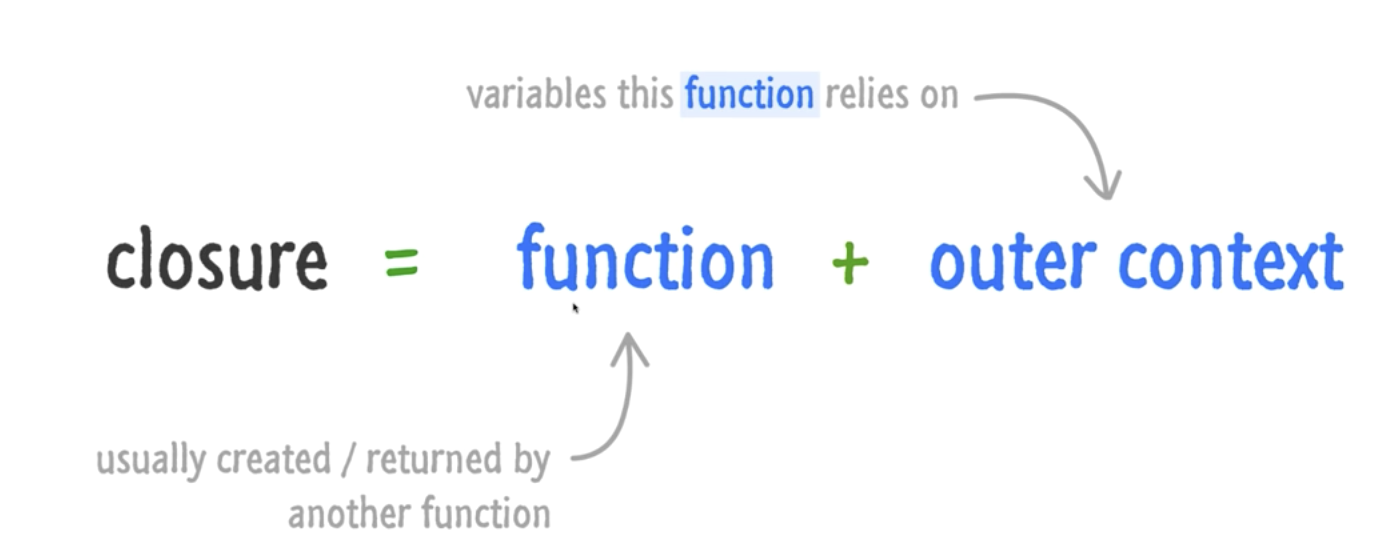 variables this function relies on
closure = function + outer context
usually created / returned by
another function